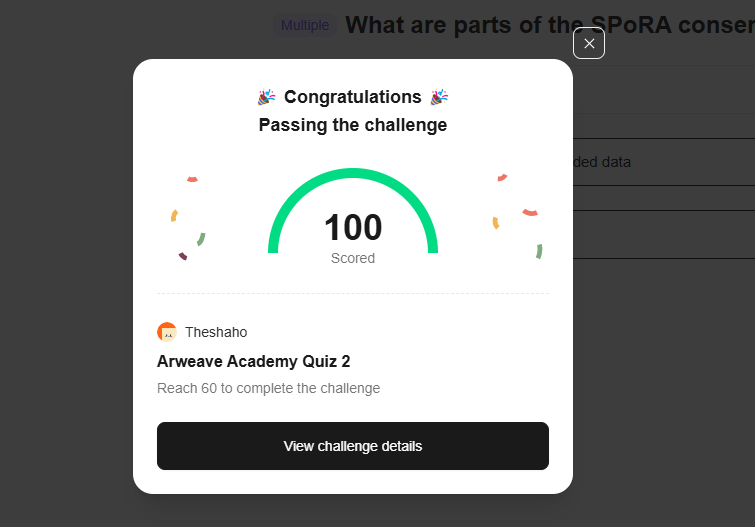 Multiple What are parts of the SPoRA
Congratulations
Passing the challenge
ded data
100
Scored
Theshaho
Arweave Academy Quiz 2
Reach 60 to complete the challenge
View challenge details